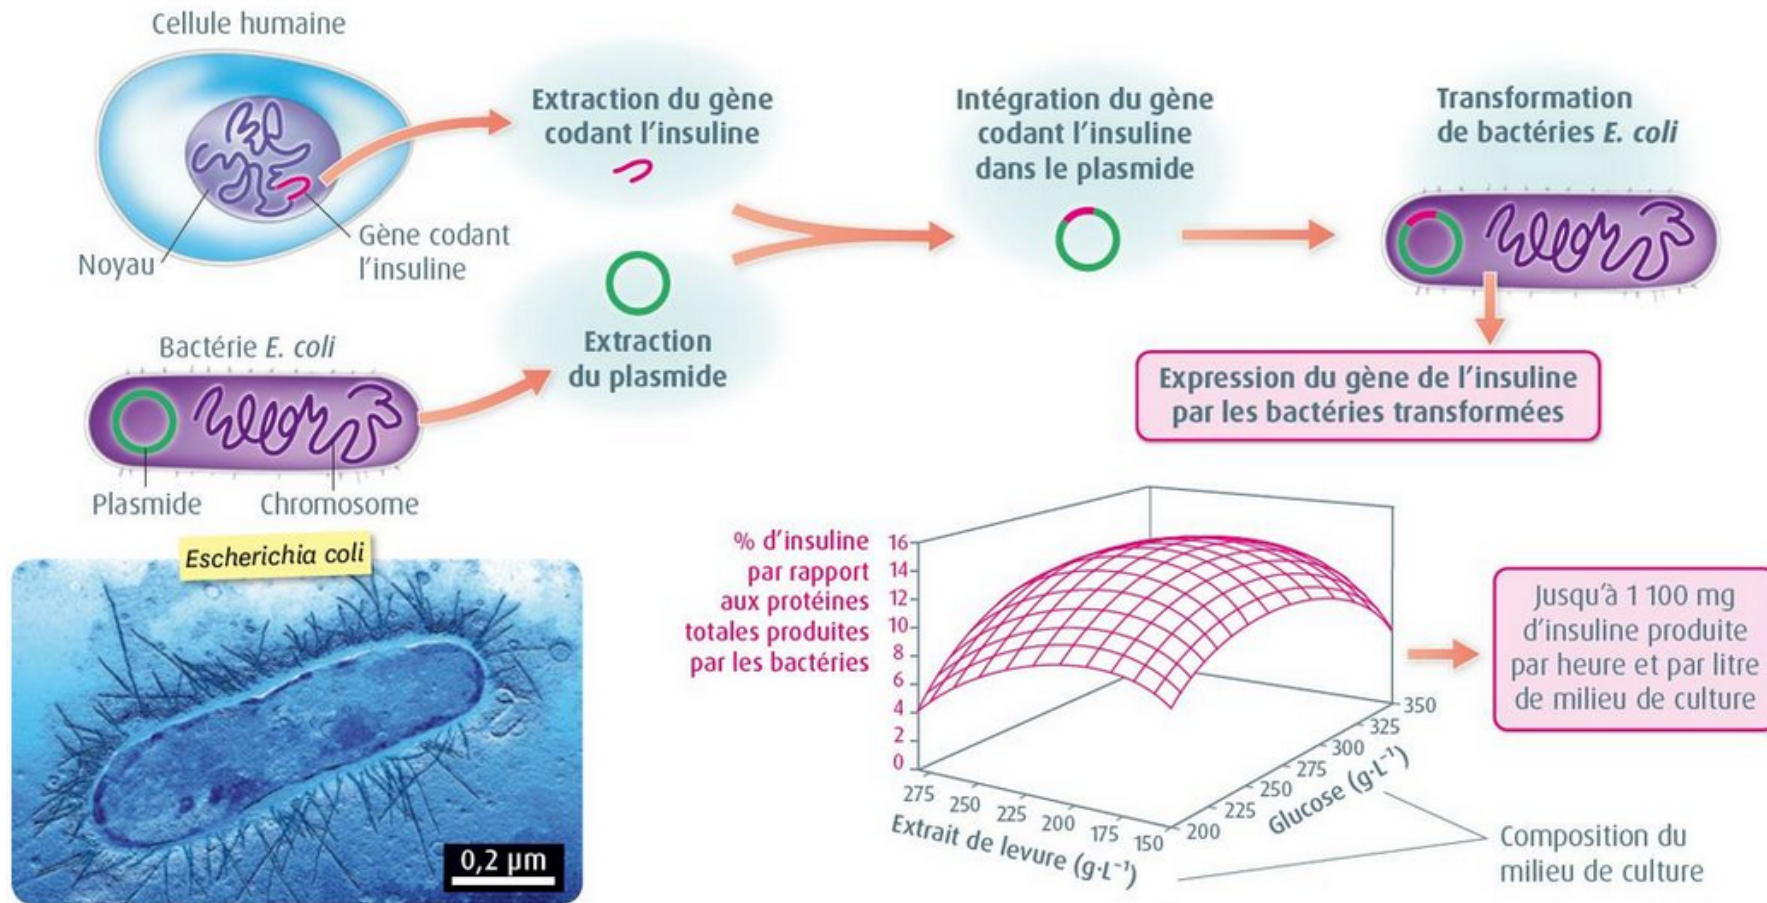 Cellule humaine
Noyau
Gène codant
l'insuline
Extraction du gène
codant l'insuline
Bactérie E. coli
Plasmide
Chromosome
Extraction
du plasmide
Intégration du gène
codant l'insuline
dans le plasmide
Transformation
de bactéries E. coli
Expression du gène de l'insuline
par les bactéries transformées
Escherichia coli
0,2 µm
% d'insuline
par rapport
aux protéines
totales produites
par les bactéries
16
14
12
10
8
6
4
2
0
275
250
225
200
175
150
Extrait de levure (g·L⁻¹)
200
225
250
275
300
325
350
Glucose (g·L⁻¹)
Composition du
milieu de culture
Jusqu'à 1 100 mg
d'insuline produite
par heure et par litre
de milieu de culture